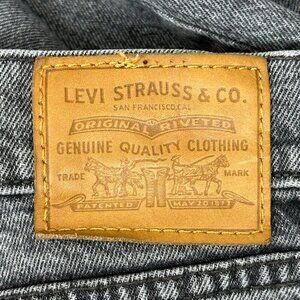 LEVI STRAUSS & CO.
SAN FRANCISCO, CAL.
ORIGINAL RIVETED
GENUINE QUALITY CLOTHING
TRADE MARK
PATENTED MAY 20 1873